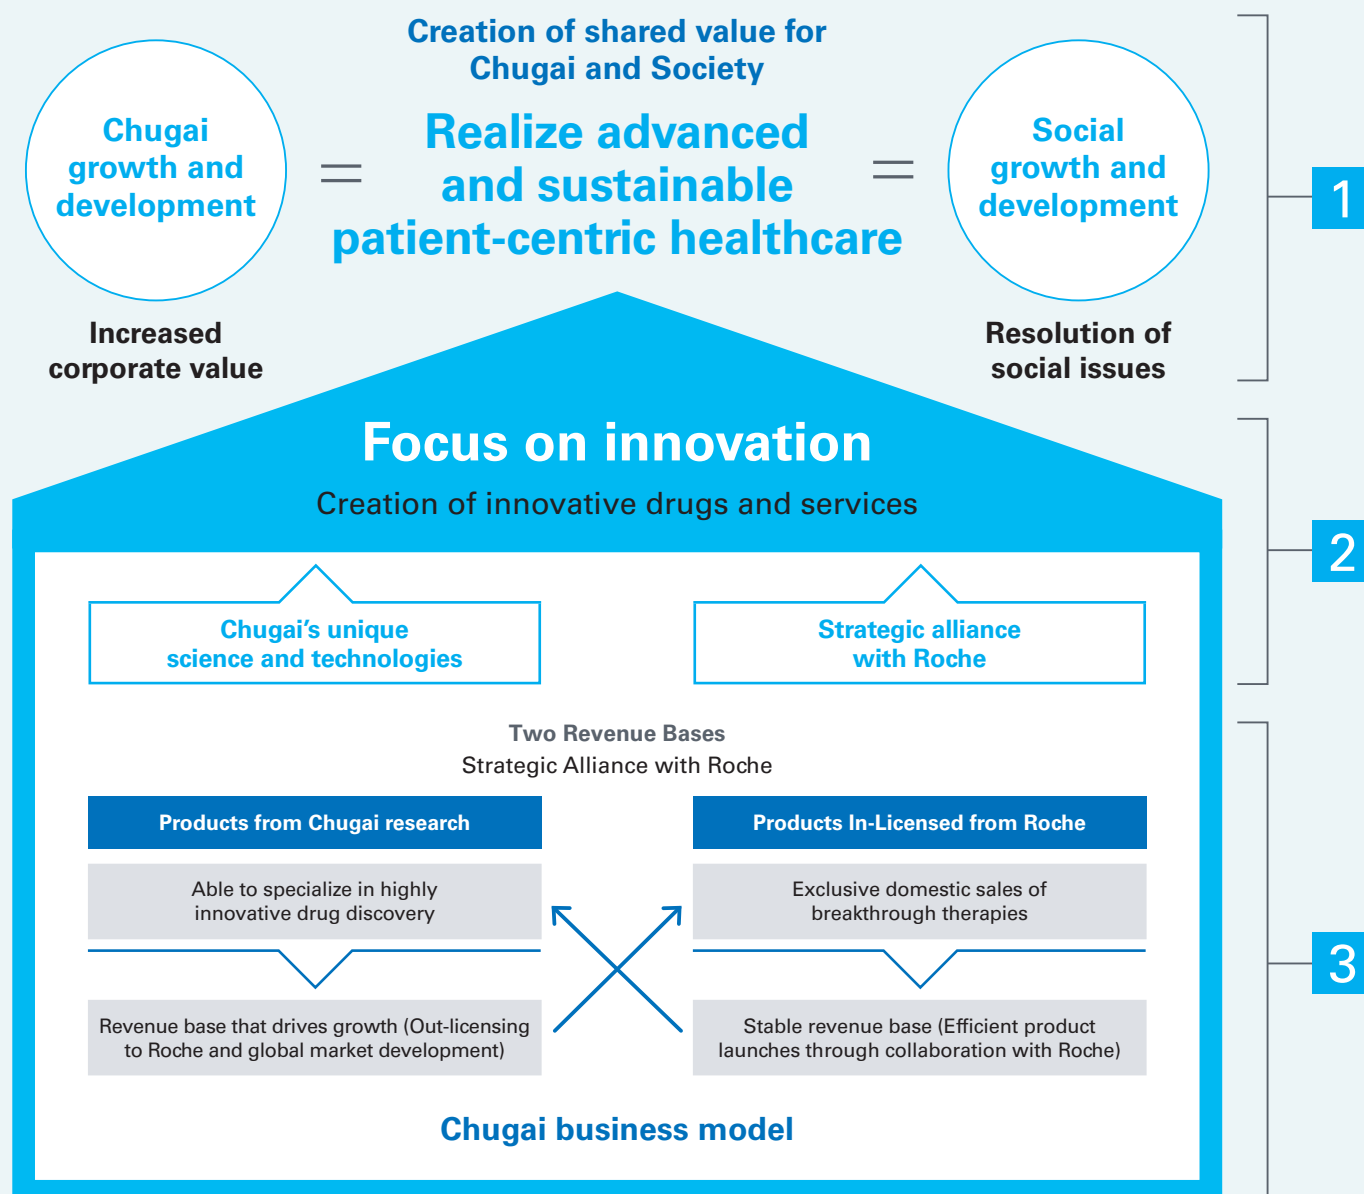 Creation of shared value for
Chugai and Society
Chugai
growth and
development
=
Realize advanced
and sustainable
patient-centric healthcare
=
Social
growth and
development
1
Increased
corporate value
Resolution of
social issues
Focus on innovation
Creation of innovative drugs and services
2
Chugai’s unique
science and technologies
Strategic alliance
with Roche
Two Revenue Bases
Strategic Alliance with Roche
Products from Chugai research
Products In-Licensed from Roche
Able to specialize in highly
innovative drug discovery
Exclusive domestic sales of
breakthrough therapies
3
Revenue base that drives growth (Out-licensing
to Roche and global market development)
Stable revenue base (Efficient product
launches through collaboration with Roche)
Chugai business model